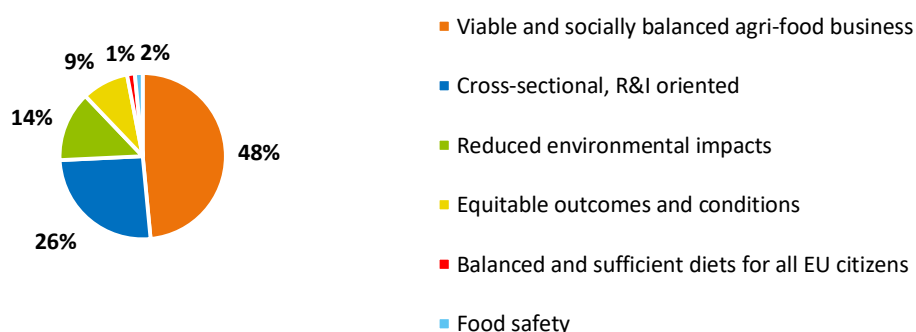 Viable and socially balanced agri-food business
1% 2%
9%
Cross-sectional, R&I oriented
14%
Reduced environmental impacts
48%
Equitable outcomes and conditions
26%
Balanced and sufficient diets for all EU citizens
Food safety